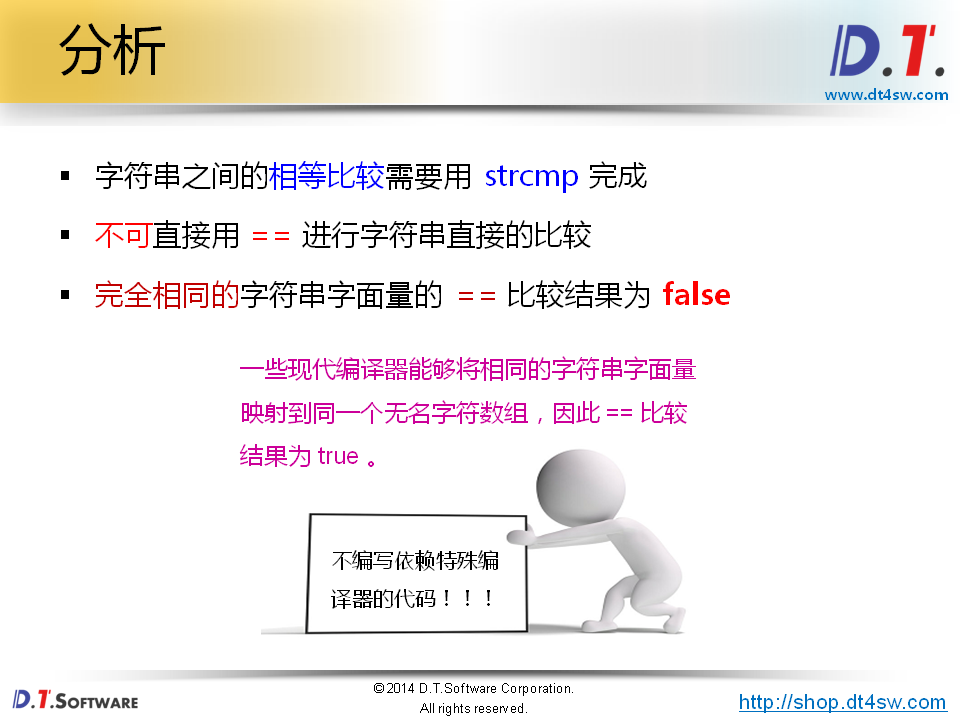 分析
D.T.
www.dt4sw.com
▪ 字符串之间的相等比较需要用 strcmp 完成
▪ 不可直接用 == 进行字符串直接的比较
▪ 完全相同的字符串字面量的 == 比较结果为 false
一些现代编译器能够将相同的字符串字面量
映射到同一个无名字符数组，因此 == 比较
结果为 true 。
不编写依赖特殊编
译器的代码！！！
D.T.SOFTWARE
©2014 D.T.Software Corporation.
All rights reserved.
http://shop.dt4sw.com